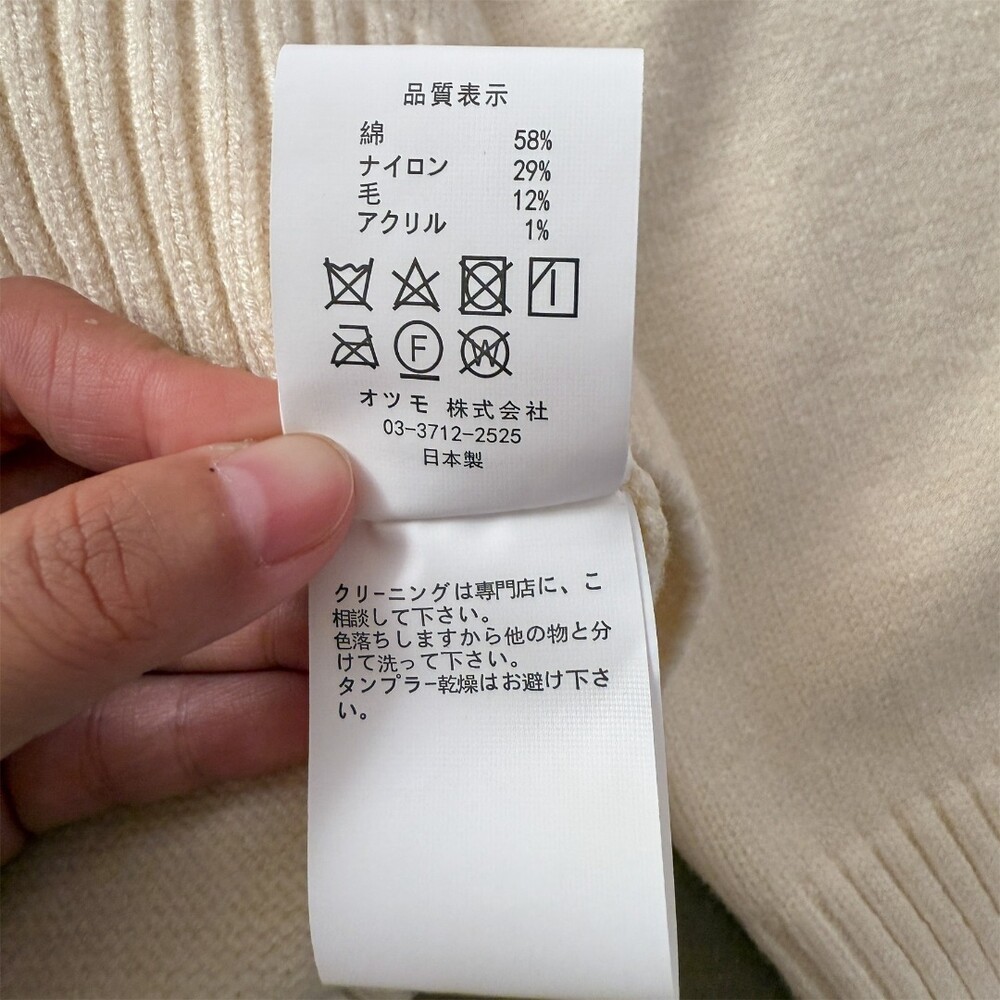 品質表示
綿 58%
ナイロン 29%
毛 12%
アクリル 1%
F W
オツモ 株式会社
03-3712-2525
日本製
クリーニングは專門店に、こ
相談して下さい。
色落ちしますから他の物と分
けて洗って下さい。
タンプラー乾燥はお避け下さ
い。